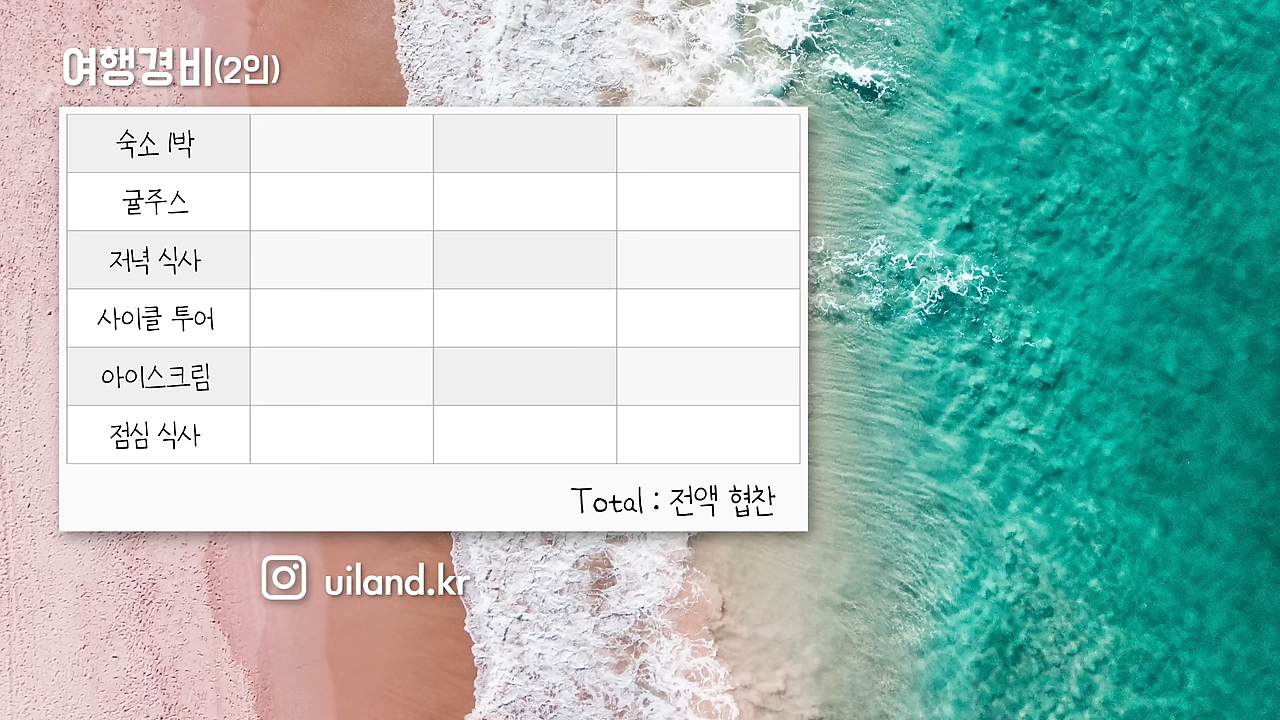 여행경비(2인)
숙소 1박
귤주스
저녁 식사
사이클 투어
아이스크림
점심 식사
Total : 전액 협찬
uiland.kr